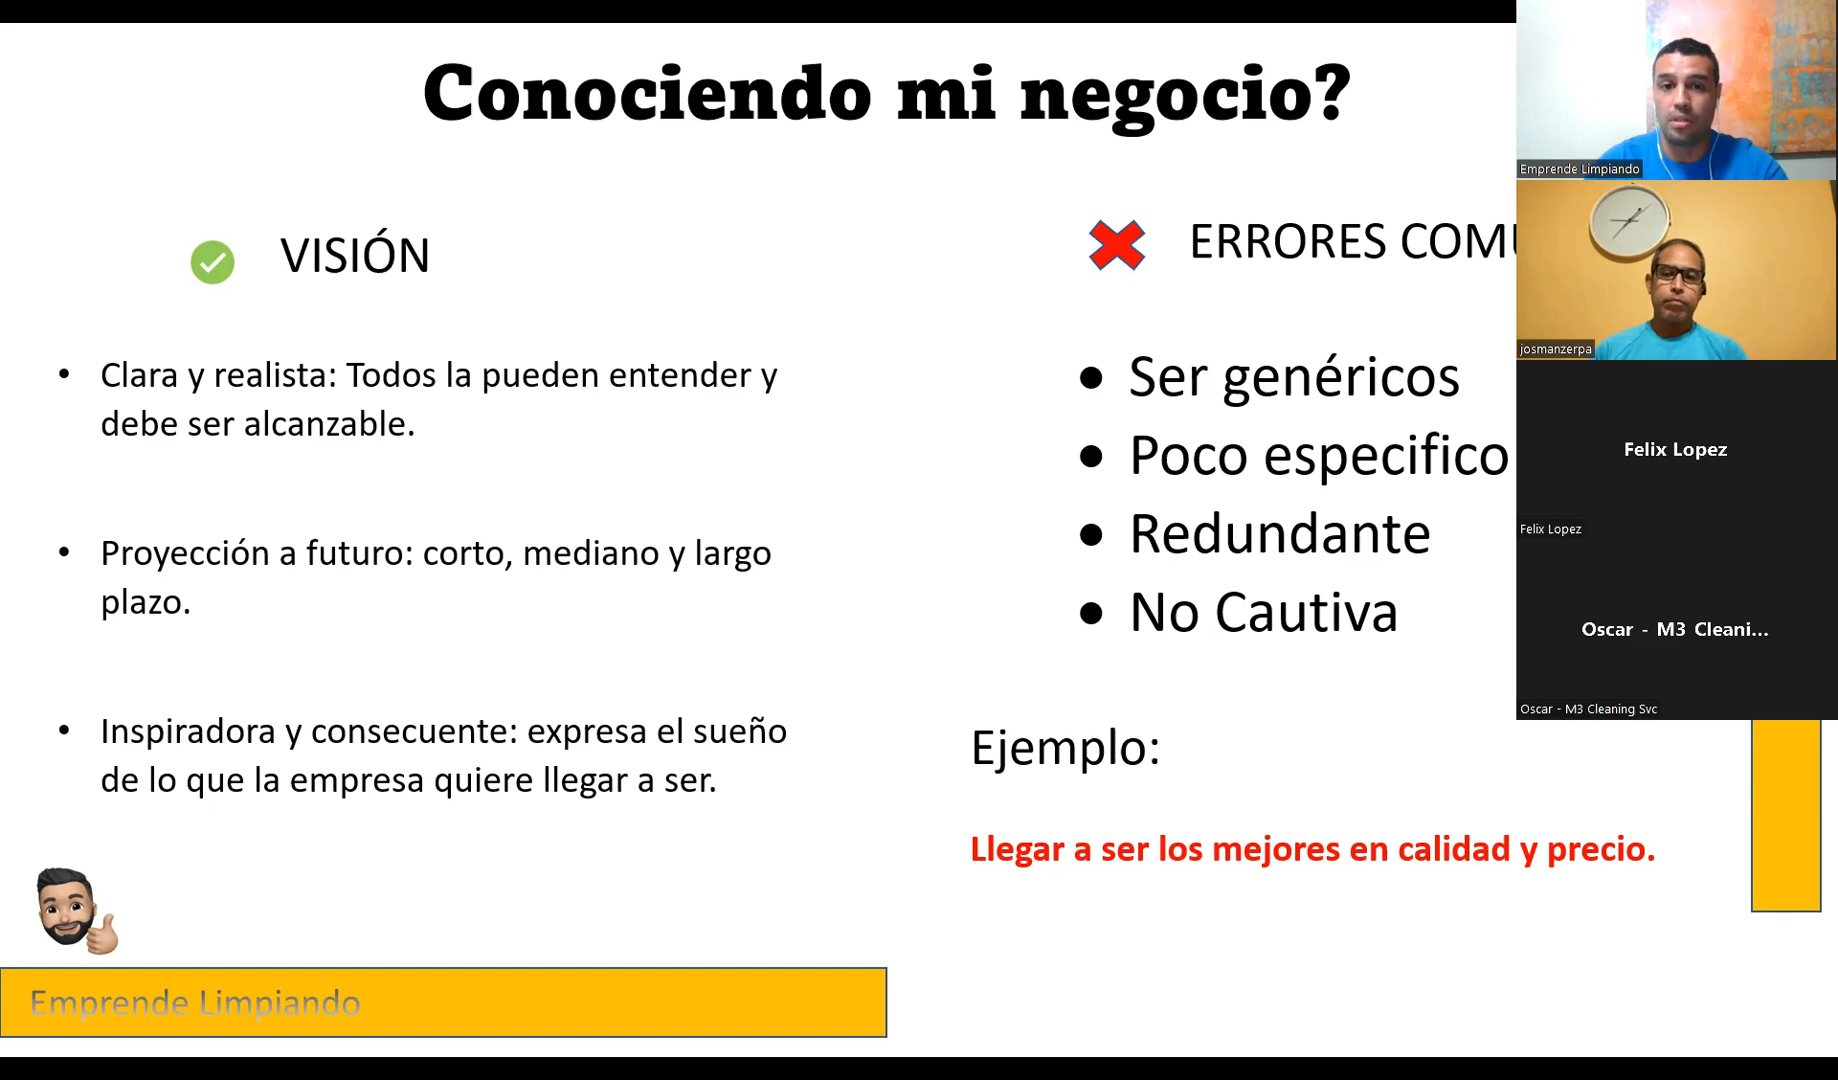 Conociendo mi negocio?
VISIÓN
Clara y realista: Todos la pueden entender y
debe ser alcanzable.
Proyección a futuro: corto, mediano y largo
plazo.
Inspiradora y consecuente: expresa el sueño
de lo que la empresa quiere llegar a ser.
Emprende Limpiando
ERRORES COMU
Ser genéricos
Poco especifico
Redundante
No Cautiva
Ejemplo:
Llegar a ser los mejores en calidad y precio.
Emprende Limpiando
josmanzerpa
Felix Lopez
Felix Lopez
Oscar - M3 Cleani...
Oscar - M3 Cleaning Svc